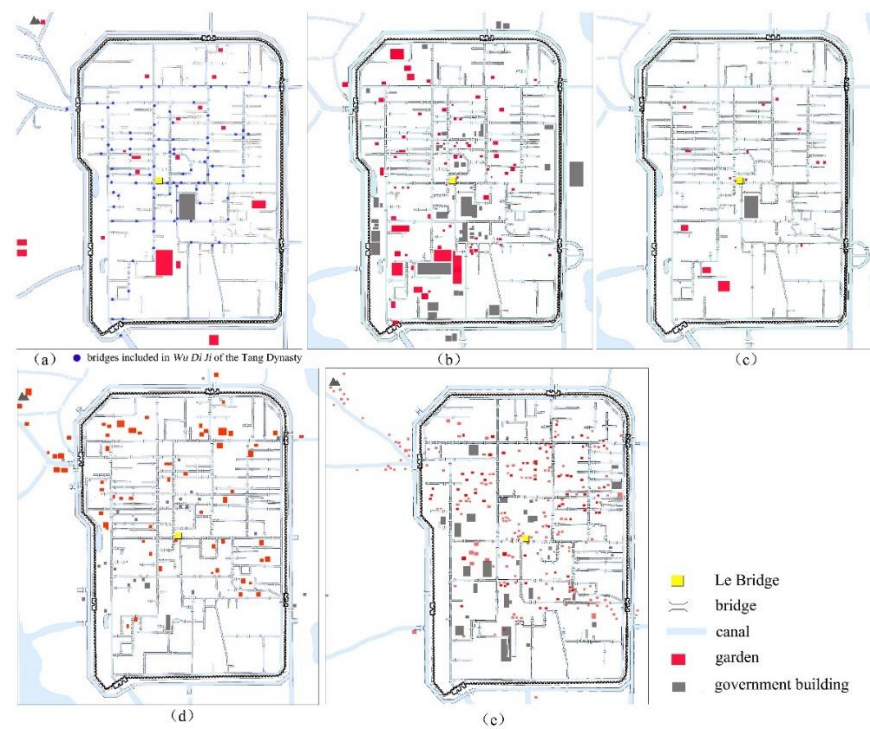 (a) ● bridges included in Wu Di Ji of the Tang Dynasty
(b)
(c)
(d)
(e)
Le Bridge
bridge
canal
garden
government building